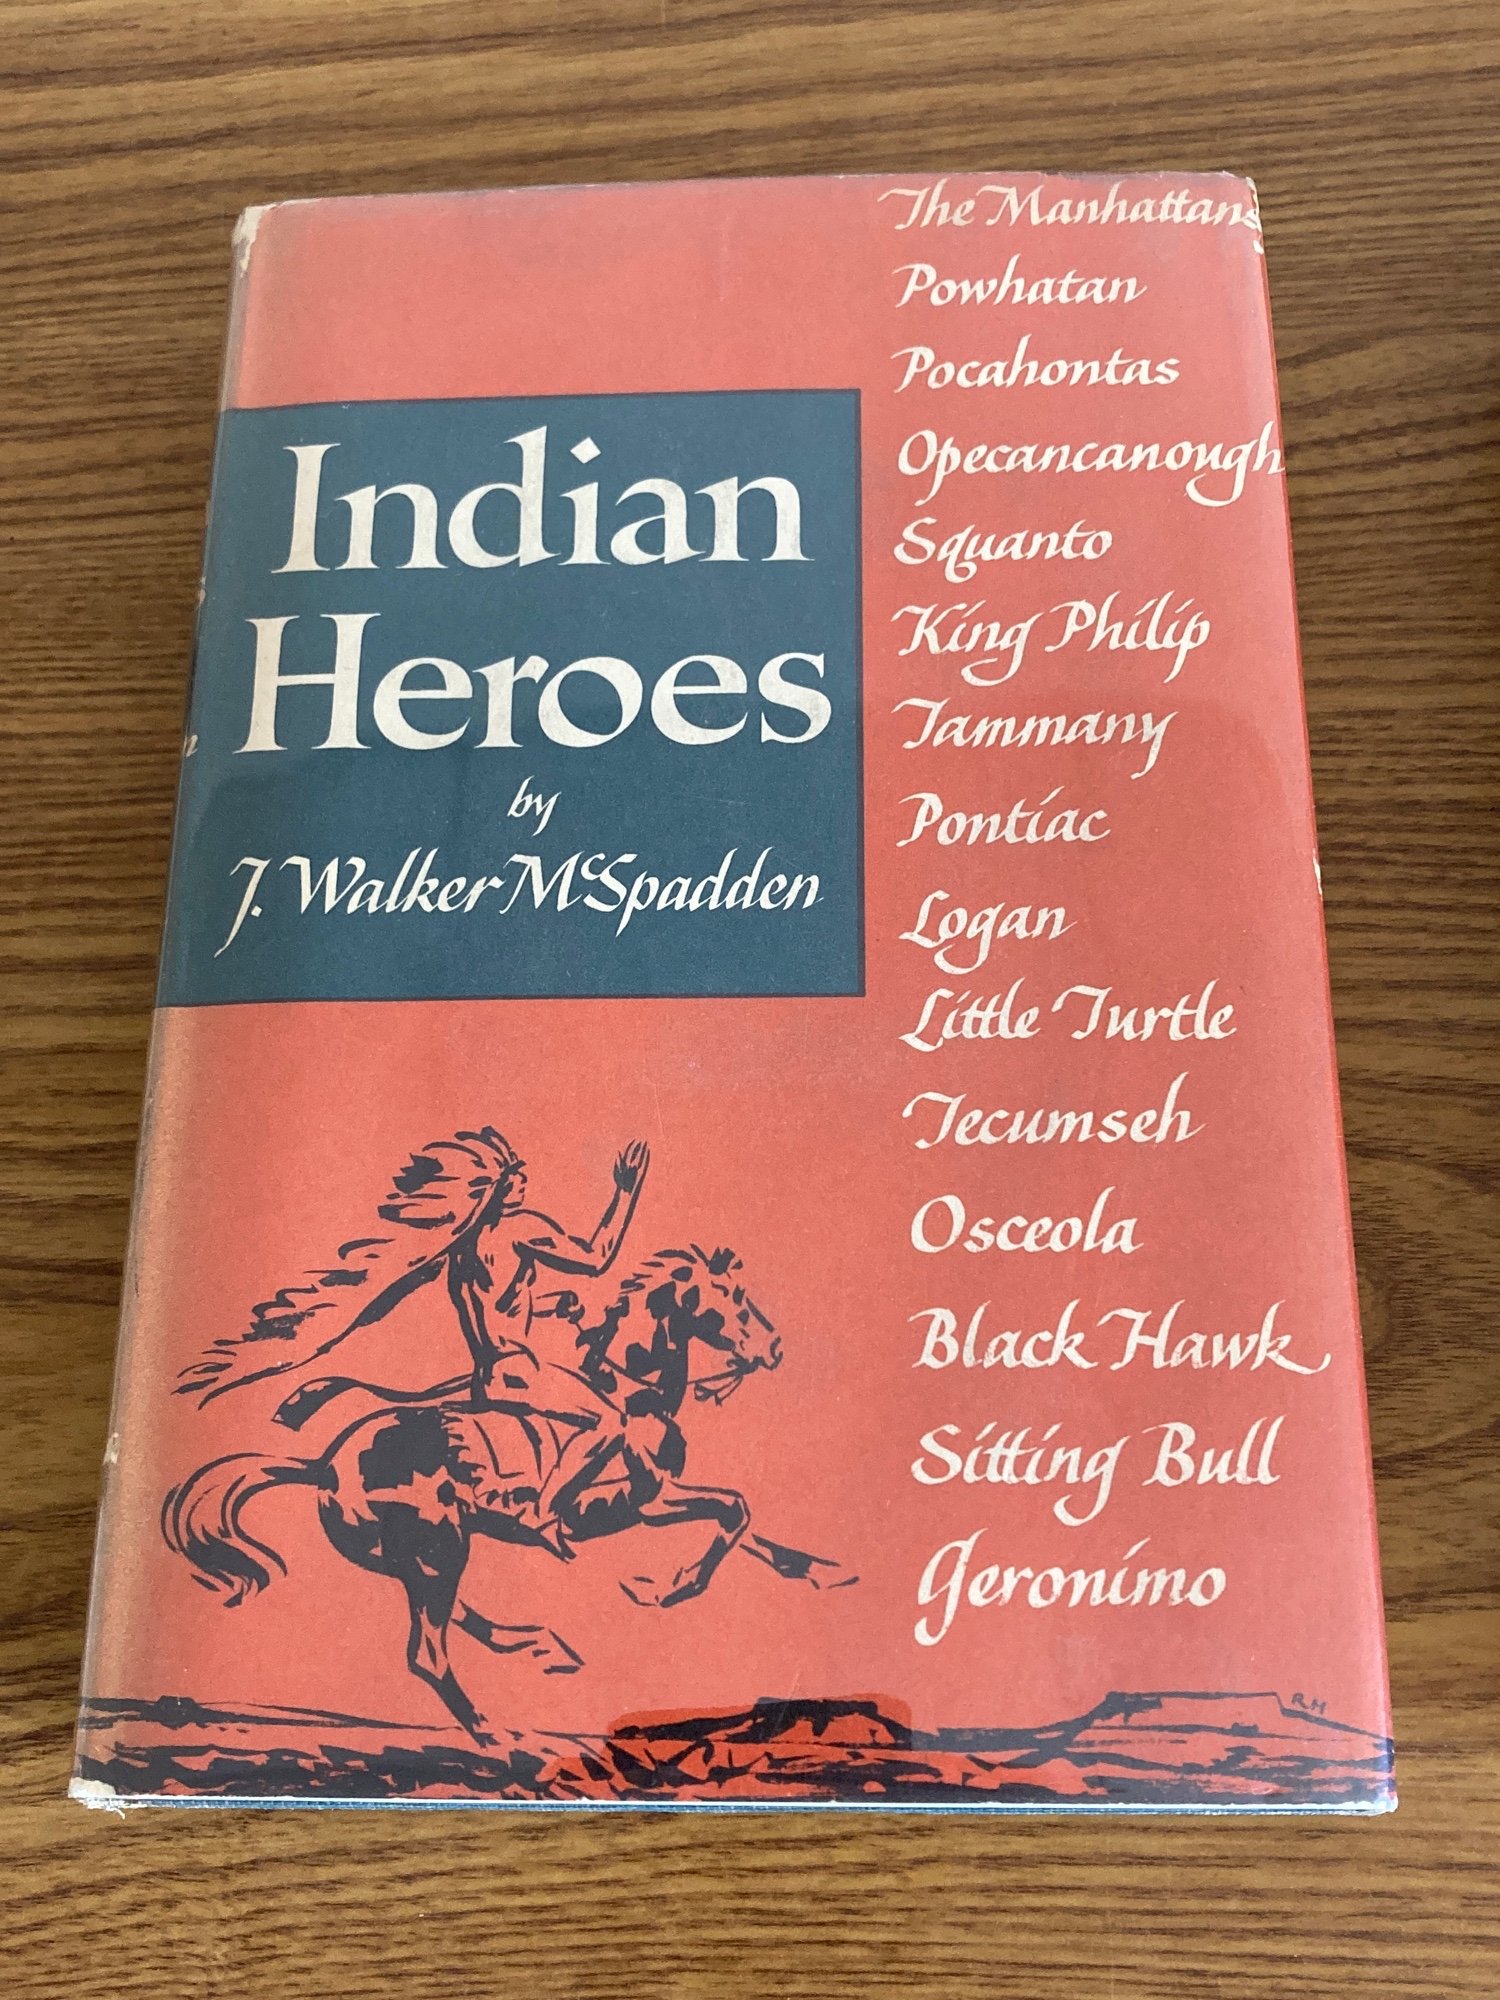 Indian
Heroes
by
J. Walker McSpadden
The Manhattans
Powhatan
Pocahontas
Opecancanough
Squanto
King Philip
Tammany
Pontiac
Logan
Little Turtle
Tecumseh
Osceola
Black Hawk
Sitting Bull
Geronimo
RM